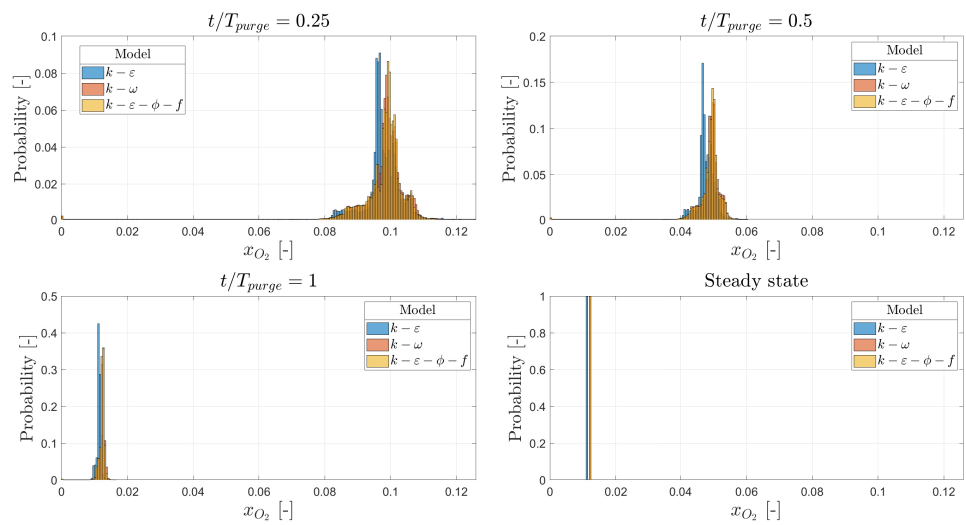 t/T_purge = 0.25
0.1
0.08
0.06
0.04
0.02
0
Probability [-]
Model
k − ε
k − ω
k − ε − ϕ − f
0 0.02 0.04 0.06 0.08 0.1 0.12
x_O₂ [-]
t/T_purge = 0.5
0.2
0.15
0.1
0.05
0
Probability [-]
Model
k − ε
k − ω
k − ε − ϕ − f
0 0.02 0.04 0.06 0.08 0.1 0.12
x_O₂ [-]
t/T_purge = 1
0.5
0.4
0.3
0.2
0.1
0
Probability [-]
Model
k − ε
k − ω
k − ε − ϕ − f
0 0.02 0.04 0.06 0.08 0.1 0.12
x_O₂ [-]
Steady state
1
0.8
0.6
0.4
0.2
0
Probability [-]
Model
k − ε
k − ω
k − ε − ϕ − f
0 0.02 0.04 0.06 0.08 0.1 0.12
x_O₂ [-]